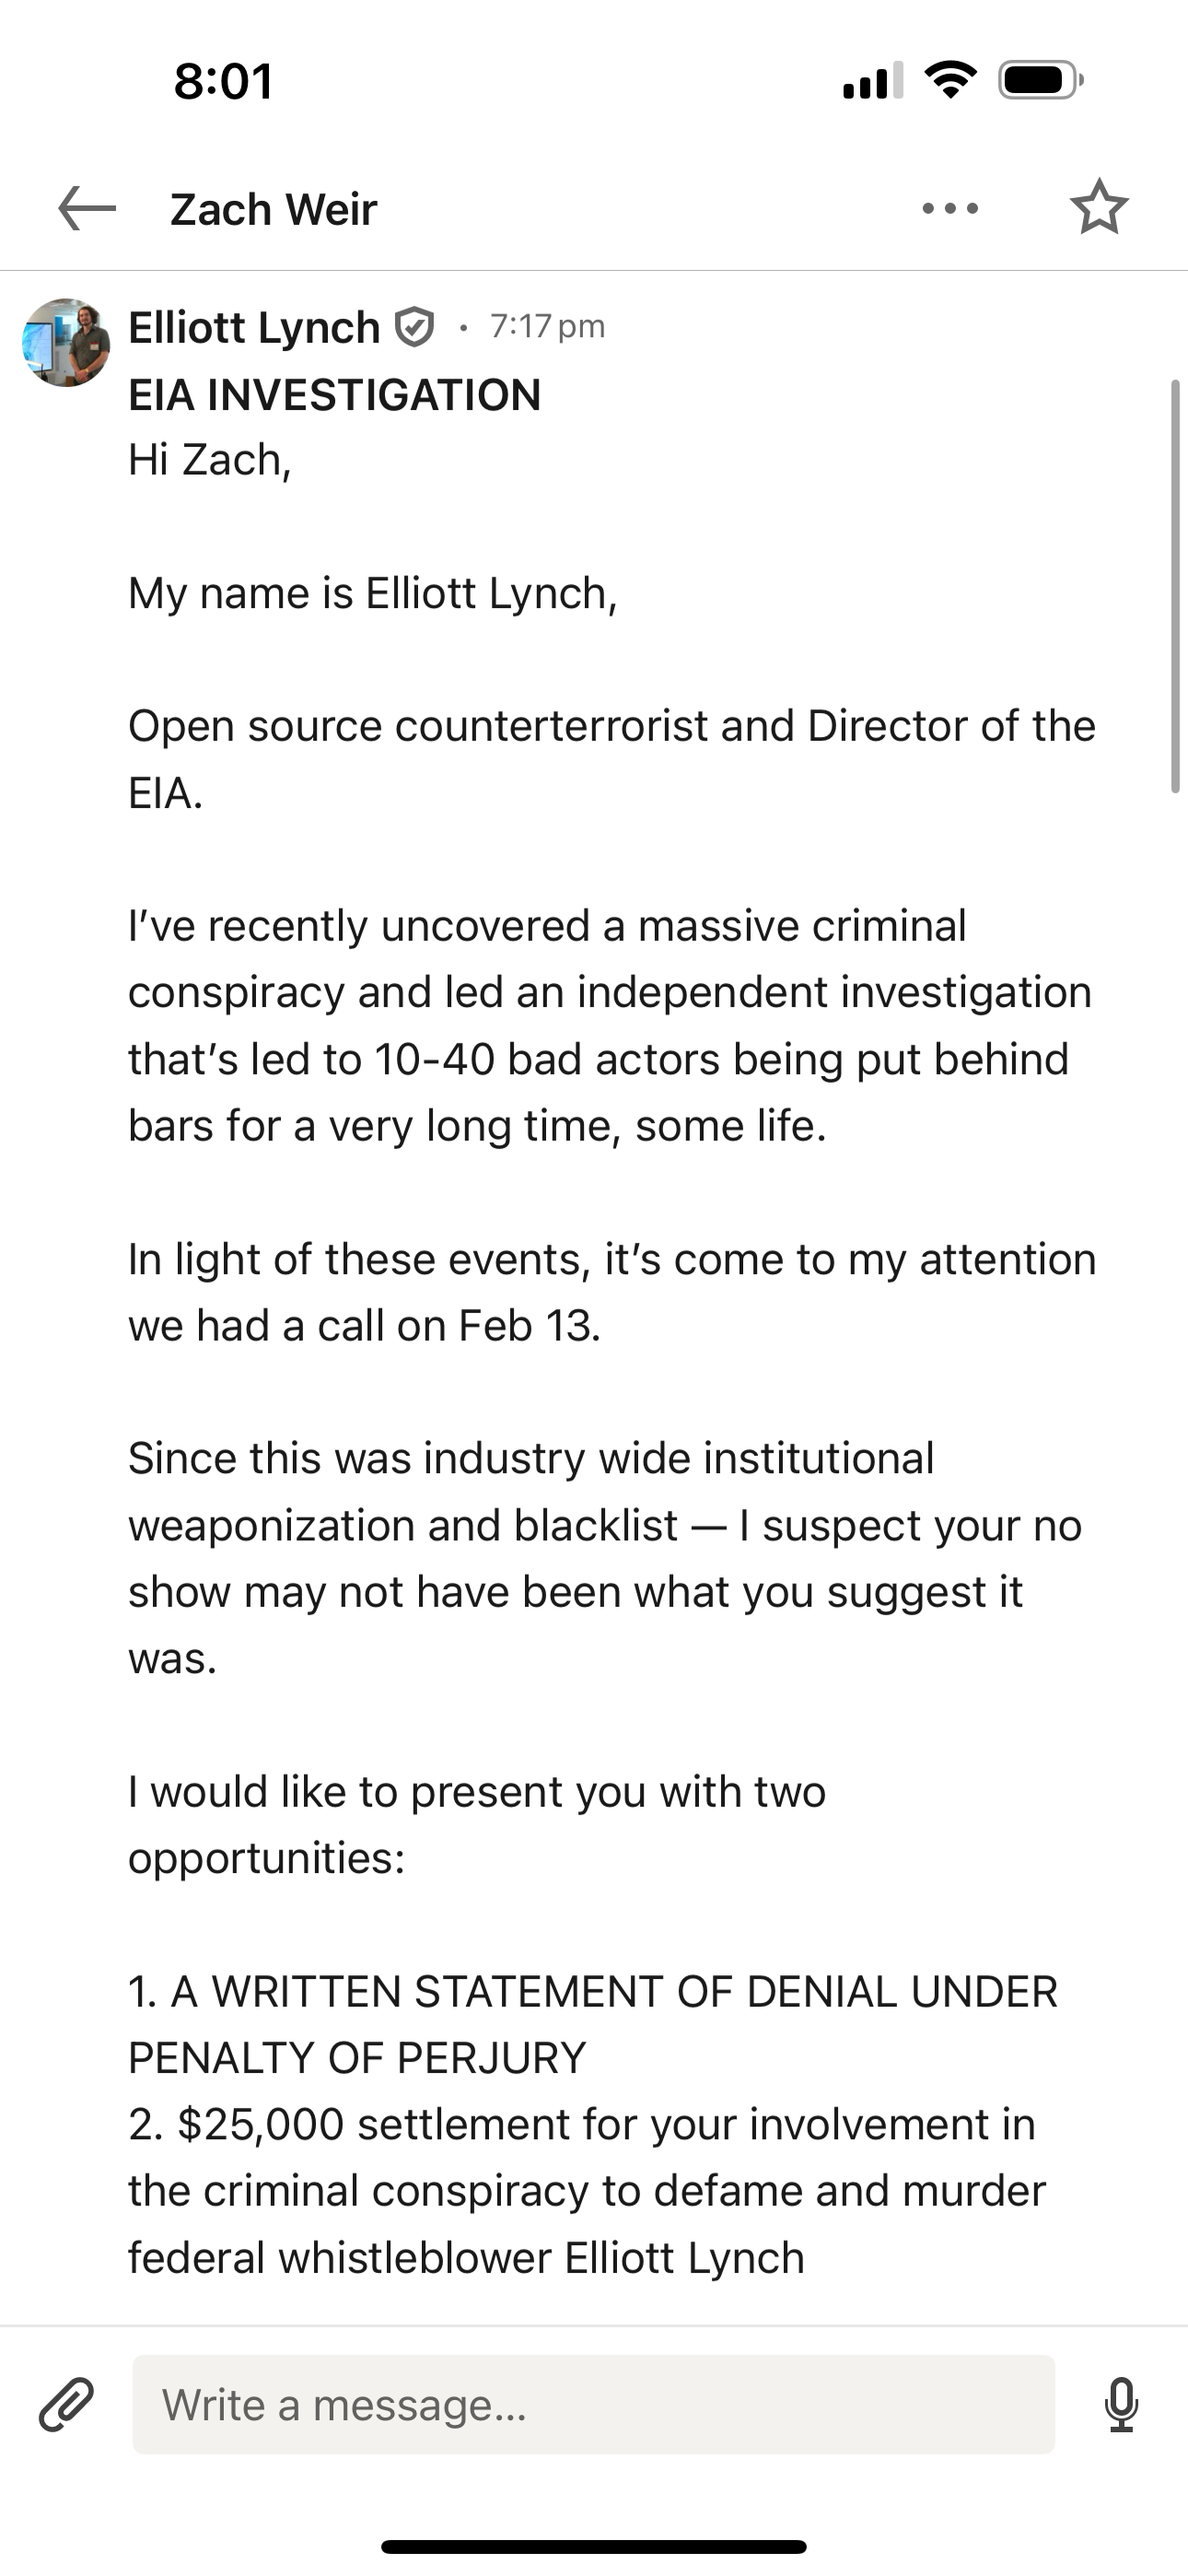 8:01
Zach Weir
Elliott Lynch • 7:17 pm
EIA INVESTIGATION
Hi Zach,
My name is Elliott Lynch,
Open source counterterrorist and Director of the
EIA.
I’ve recently uncovered a massive criminal
conspiracy and led an independent investigation
that’s led to 10-40 bad actors being put behind
bars for a very long time, some life.
In light of these events, it’s come to my attention
we had a call on Feb 13.
Since this was industry wide institutional
weaponization and blacklist — I suspect your no
show may not have been what you suggest it
was.
I would like to present you with two
opportunities:
1. A WRITTEN STATEMENT OF DENIAL UNDER
PENALTY OF PERJURY
2. $25,000 settlement for your involvement in
the criminal conspiracy to defame and murder
federal whistleblower Elliott Lynch
Write a message...